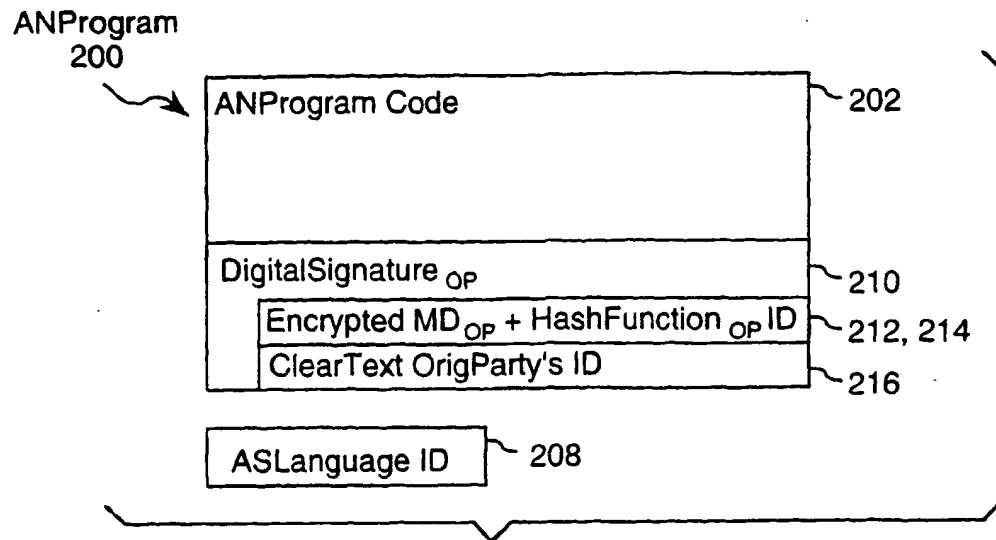 ANProgram
200
ANProgram Code
202
DigitalSignature OP
210
Encrypted MD OP + HashFunction OP ID
212, 214
ClearText OrigParty's ID
216
ASLanguage ID
208